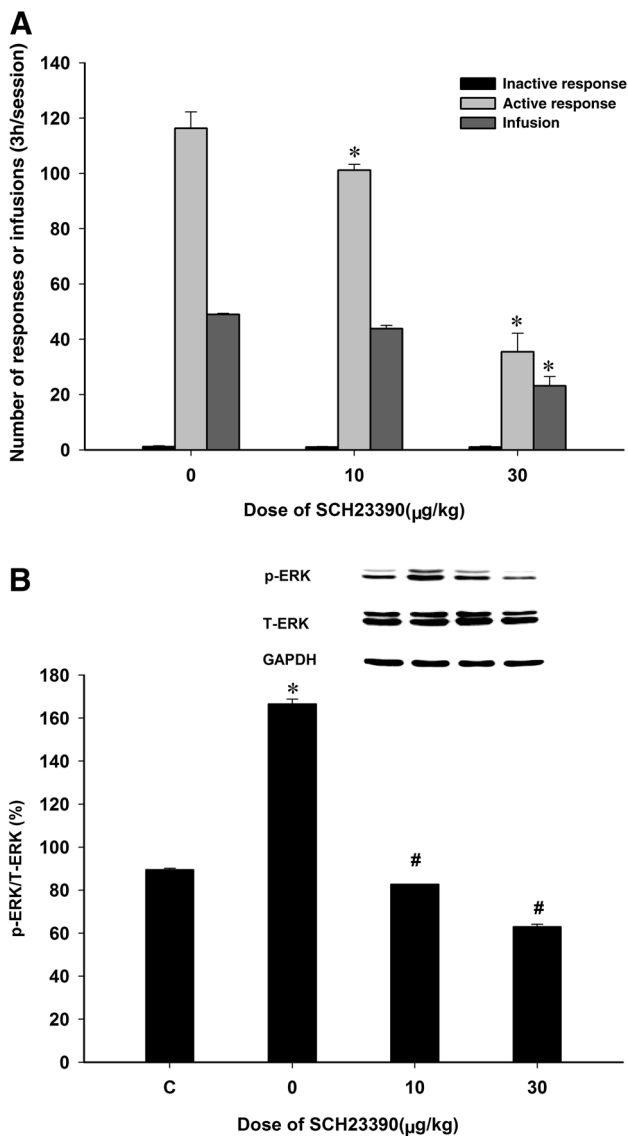 A
Number of responses or infusions (3h/session)
140
120
100
80
60
40
20
0
Inactive response
Active response
Infusion
*
*
*
0 10 30
Dose of SCH23390(µg/kg)
B
p-ERK
T-ERK
GAPDH
p-ERK/T-ERK (%)
180
160
140
120
100
80
60
40
20
0
*
#
#
C 0 10 30
Dose of SCH23390(µg/kg)